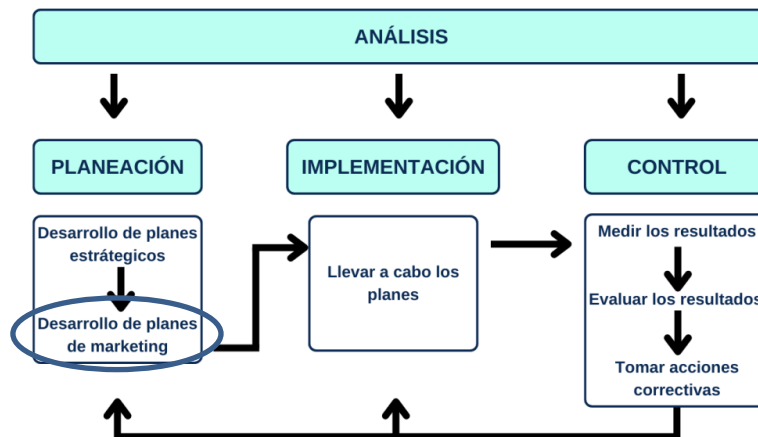 ANÁLISIS
PLANEACIÓN
IMPLEMENTACIÓN
CONTROL
Desarrollo de planes
estrátegicos
Desarrollo de planes
de marketing
Llevar a cabo los
planes
Medir los resultados
Evaluar los resultados
Tomar acciones
correctivas